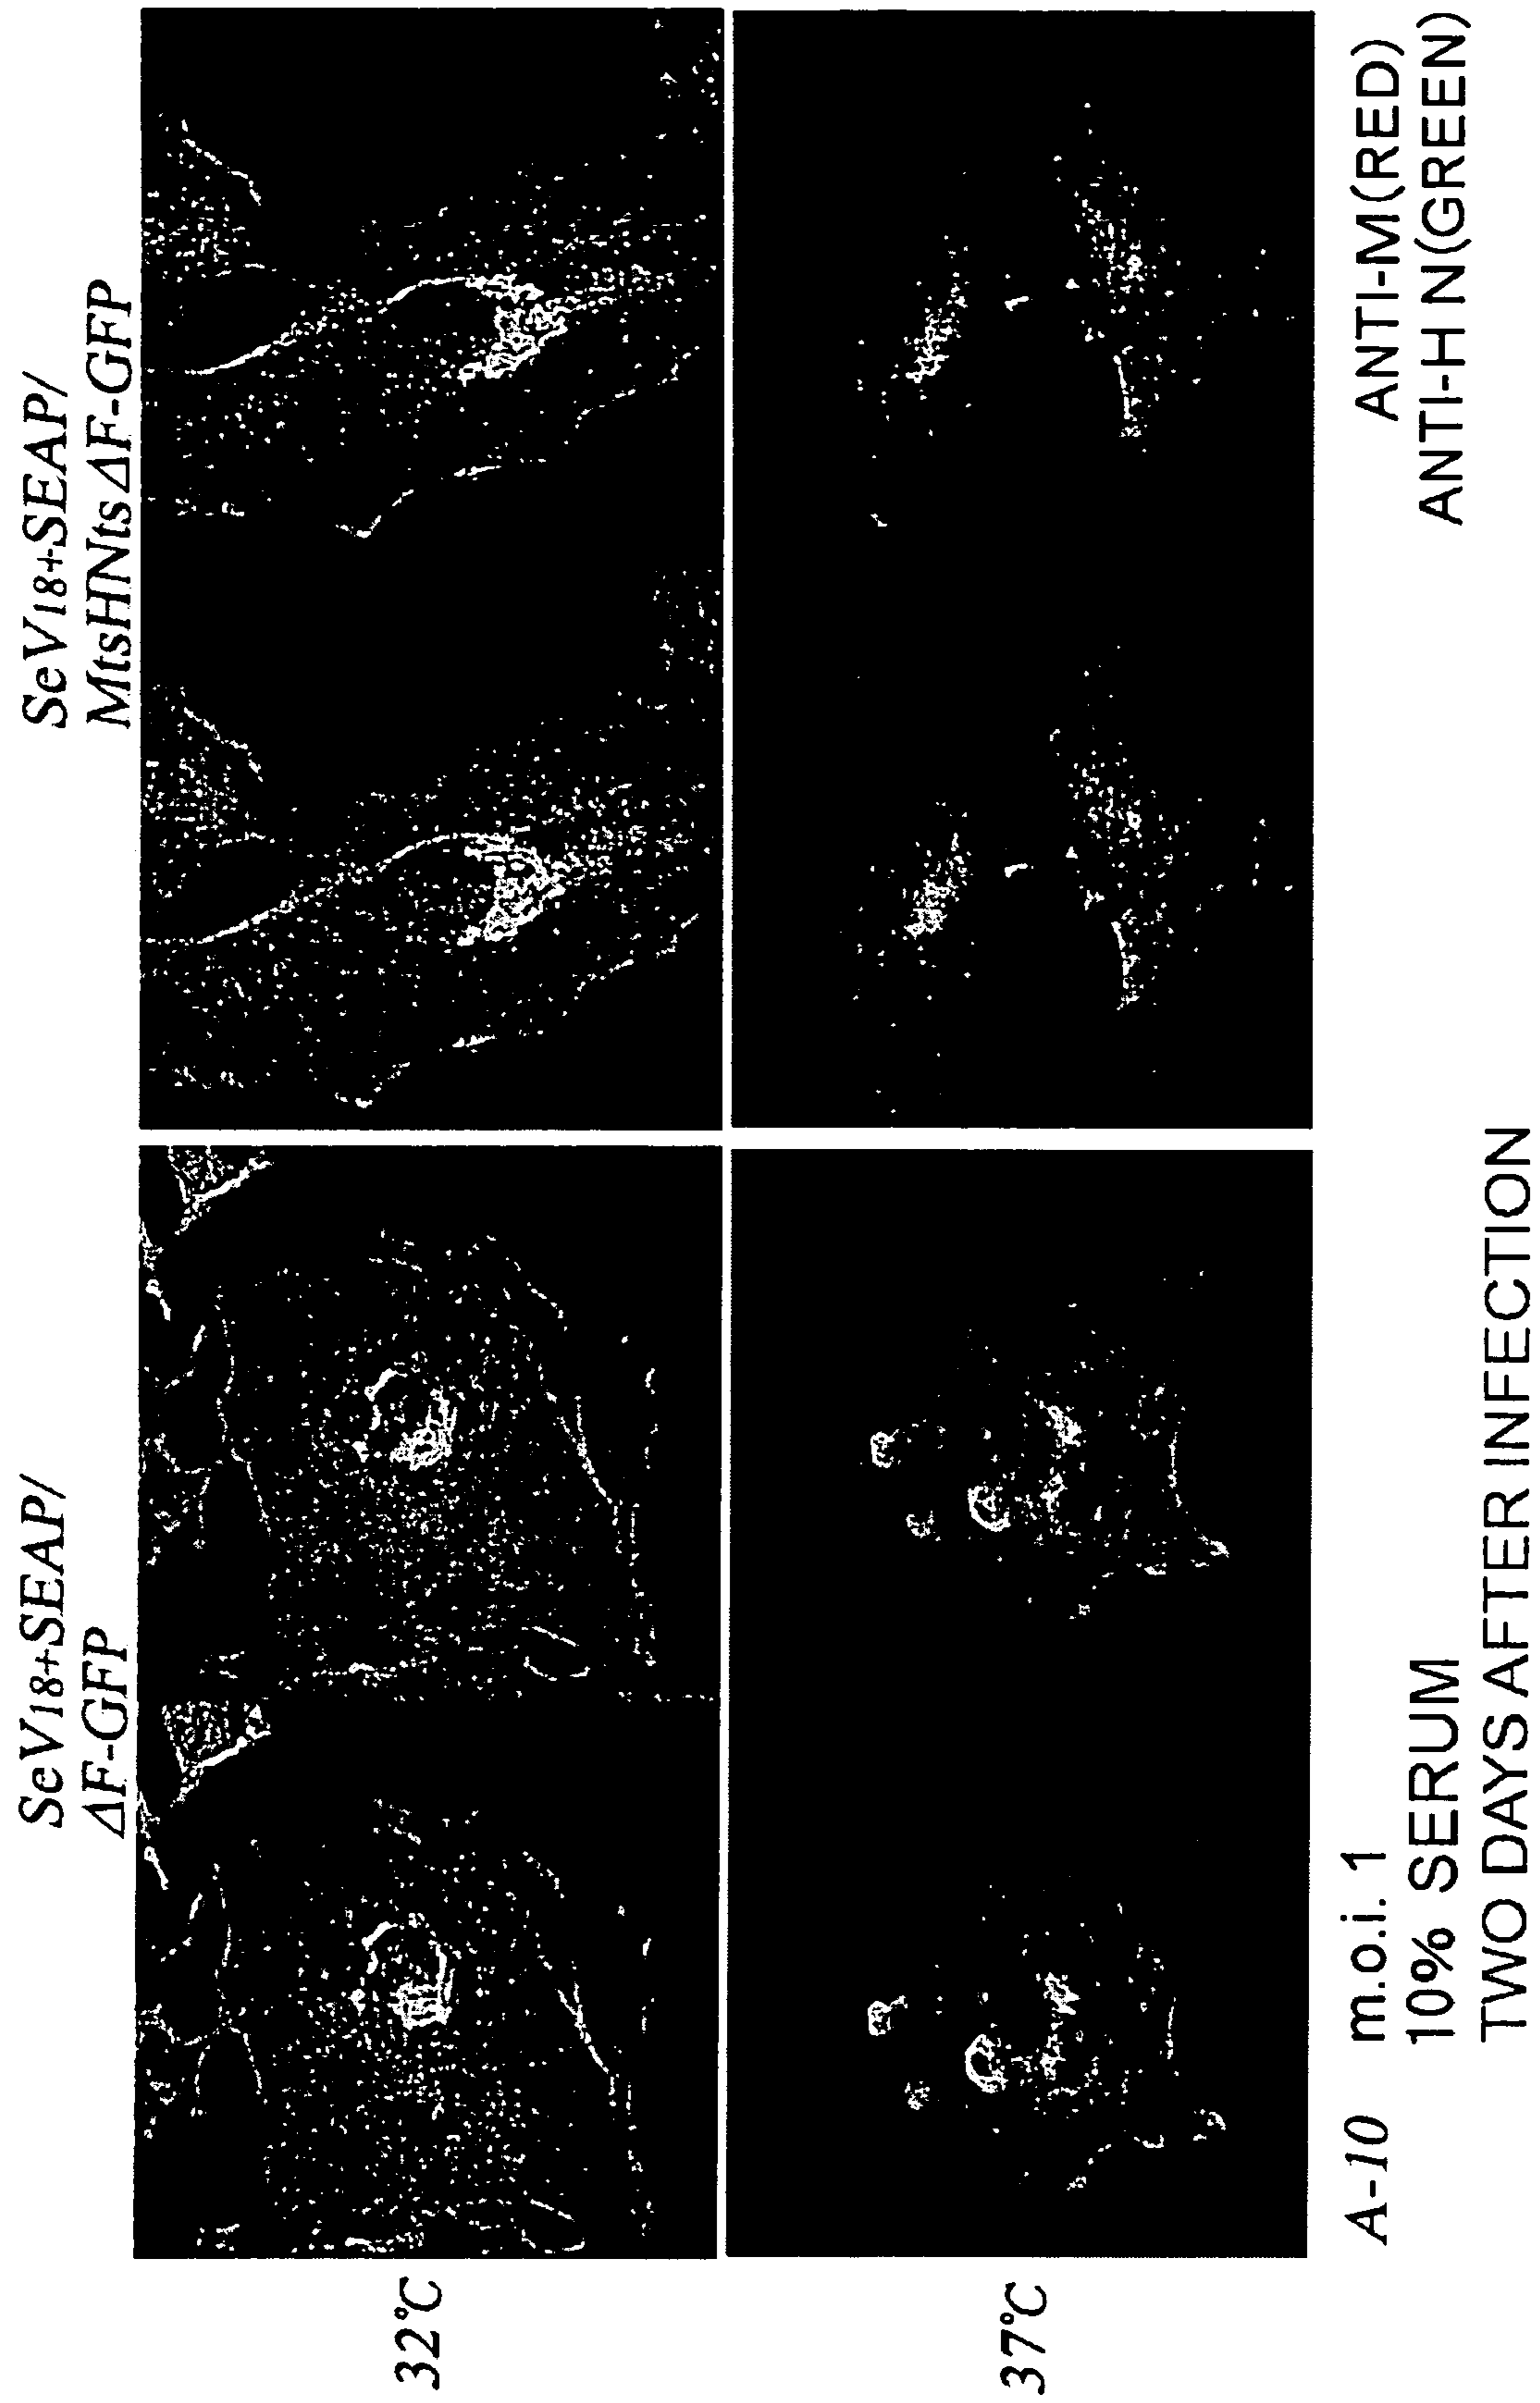 SeV18+SEAP/
ΔF-GFP
SeV18+SEAP/
MtsHNtsΔF-GFP
32°C
37°C
A-10 m.o.i. 1
10% SERUM
TWO DAYS AFTER INFECTION
ANTI-M(RED)
ANTI-H N(GREEN)